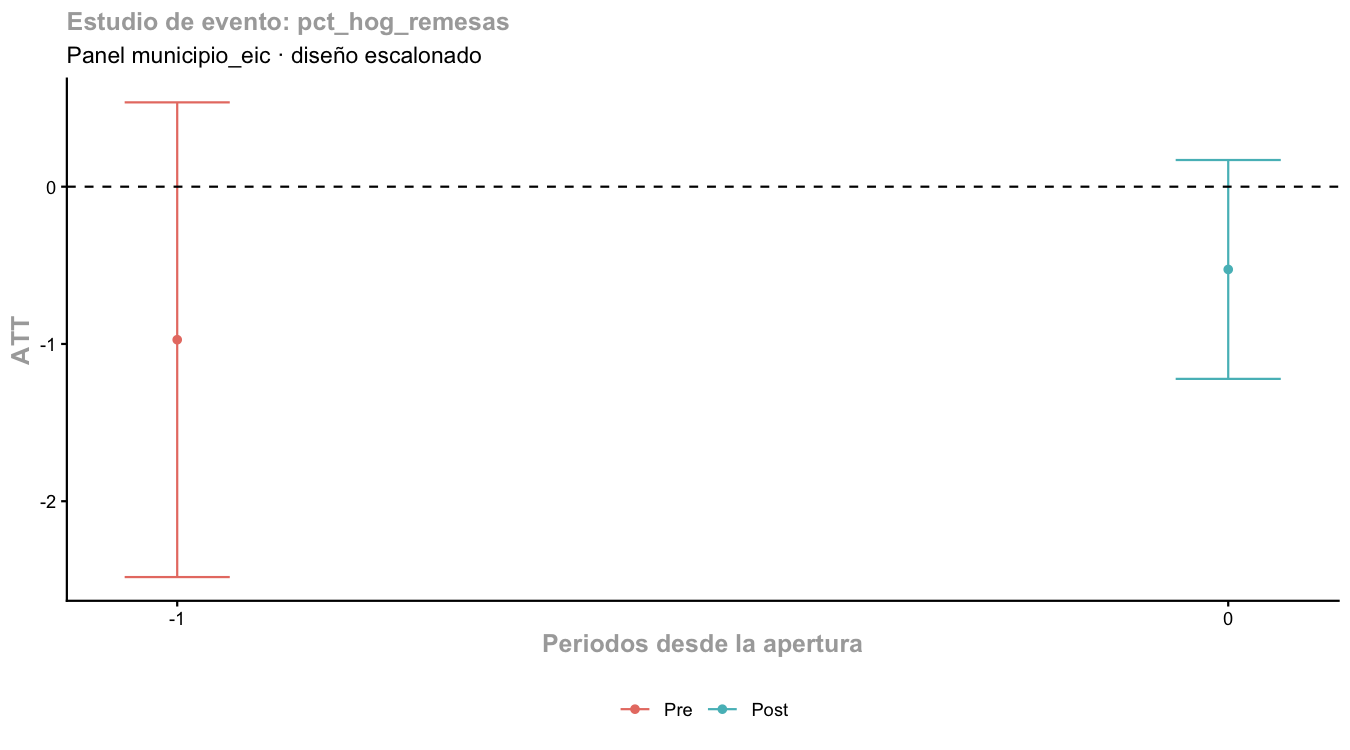 Estudio de evento: pct_hog_remesas
Panel municipio_eic · diseño escalonado
ATT
0
-1
-2
-1
0
Periodos desde la apertura
Pre
Post